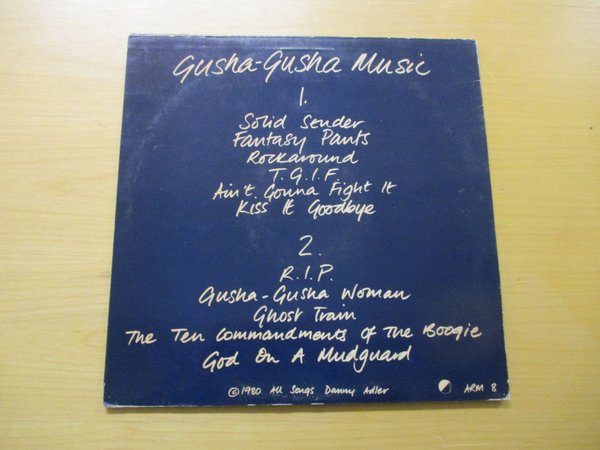 Gusha-Gusha Music
1.
Solid Sender
Fantasy Pants
Rockaround
T.G.I.F.
Ain't Gonna Fight It
Kiss It Goodbye
2.
R.I.P.
Gusha-Gusha Woman
Ghost Train
The Ten Commandments Of The Boogie
God On A Mudguard
©1980 All Songs Danny Adler
ARM 8